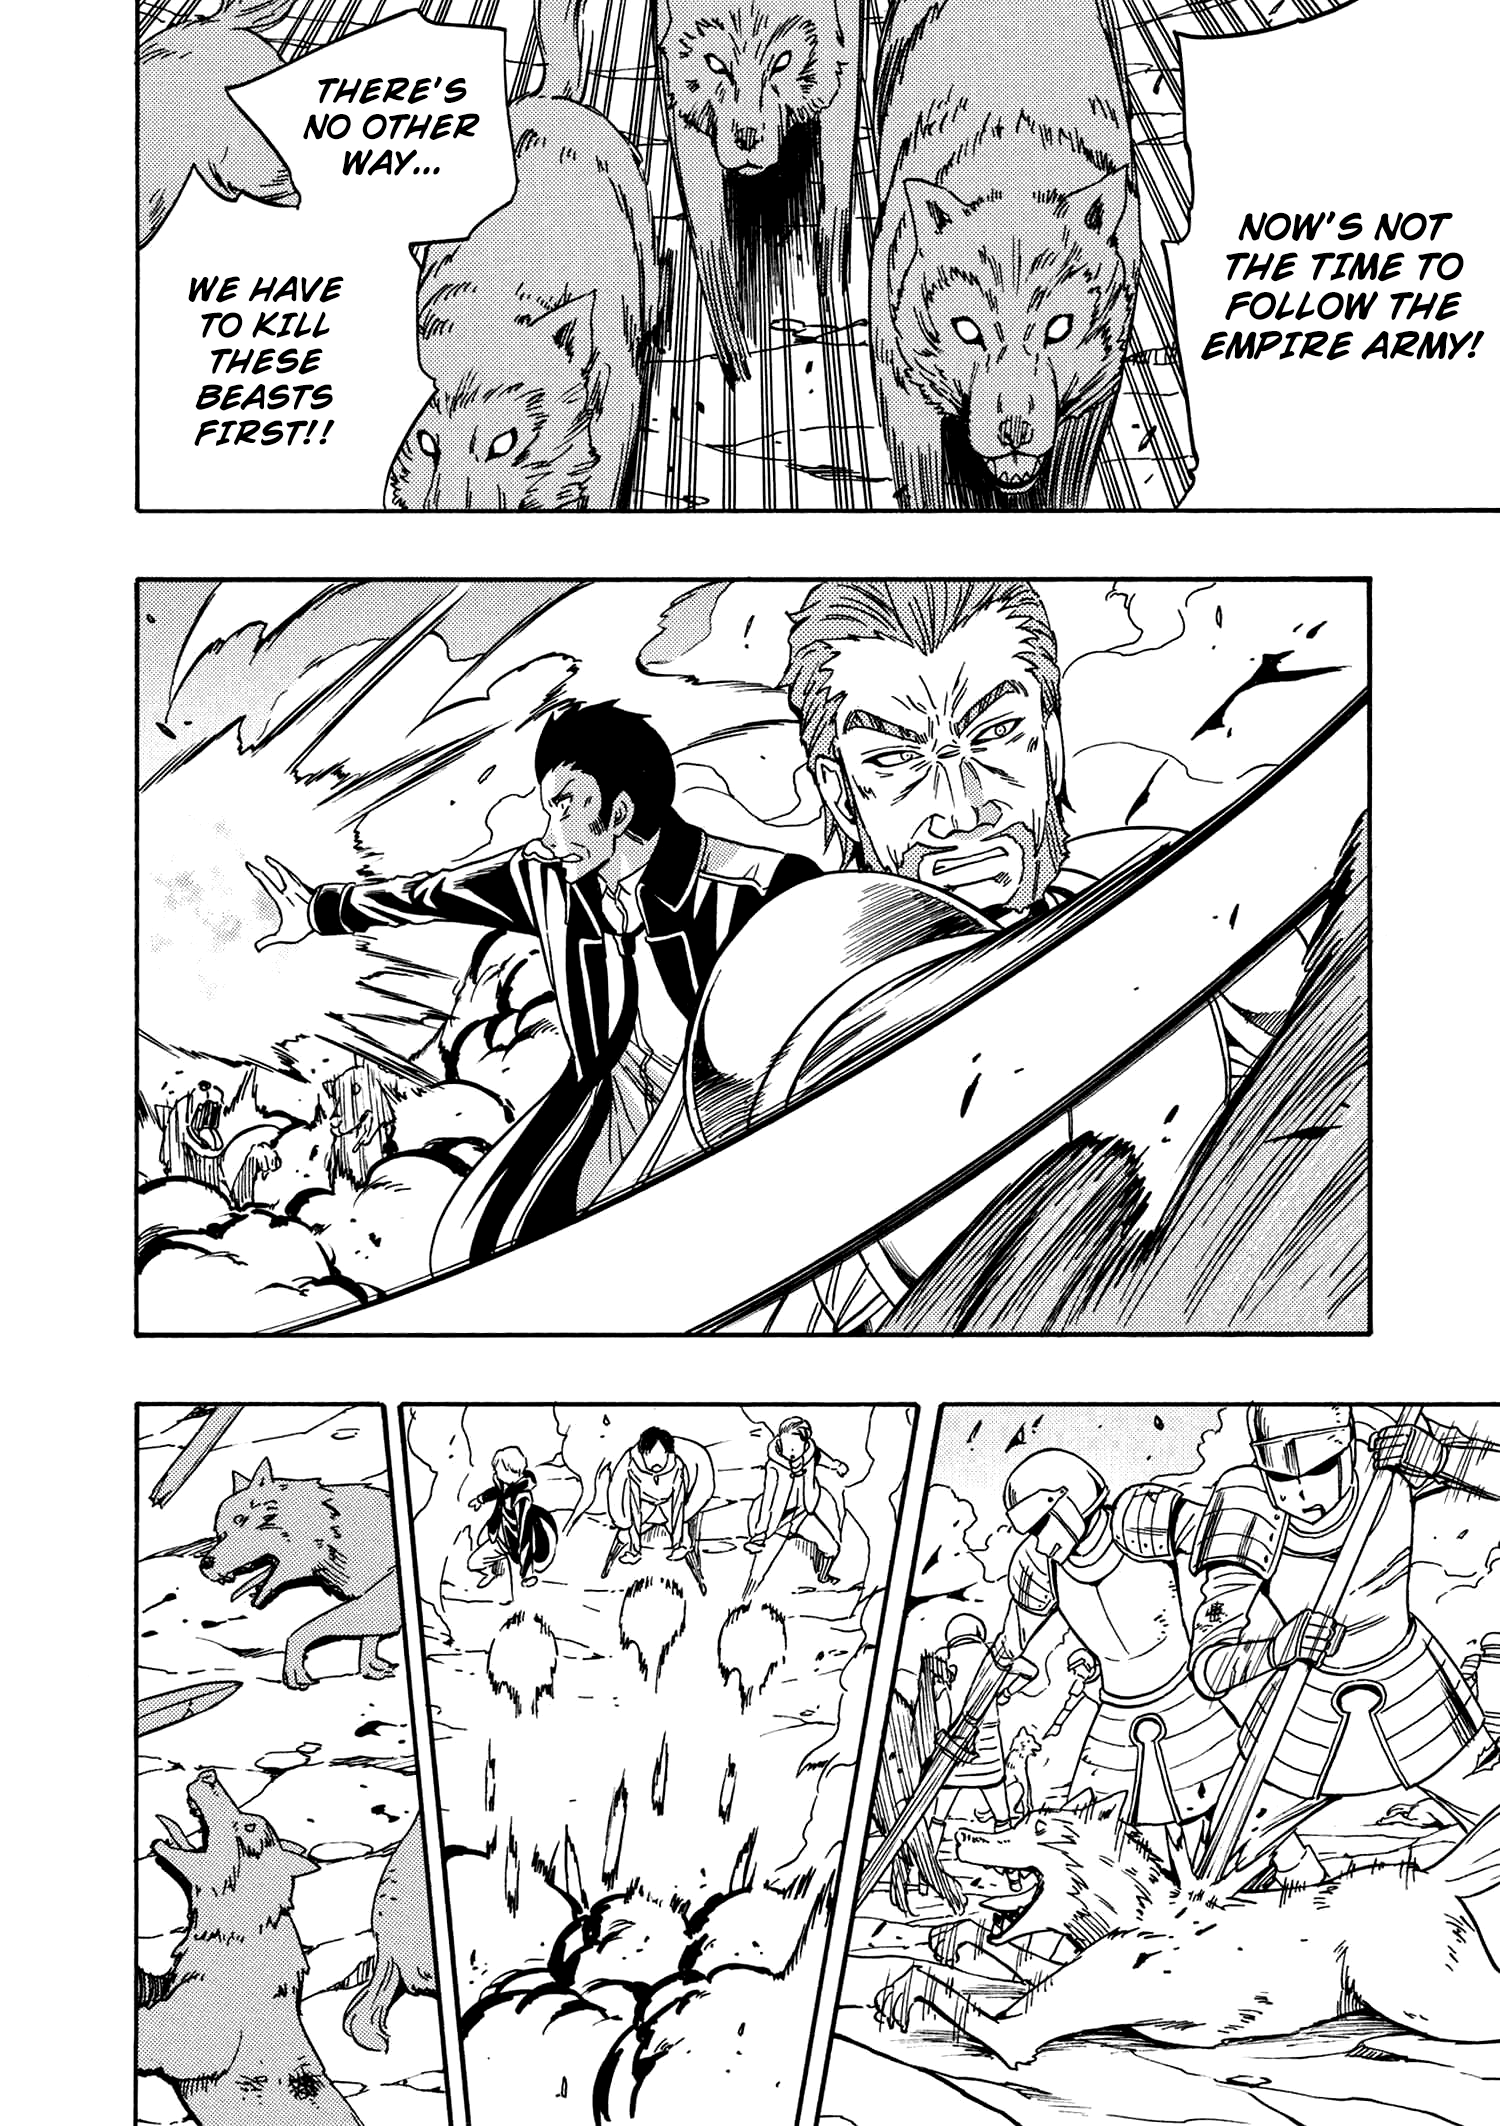 NOW'S NOT
THE TIME TO
FOLLOW THE
EMPIRE ARMY!
THERE'S
NO OTHER
WAY...
WE HAVE
TO KILL
THESE
BEASTS
FIRST!!